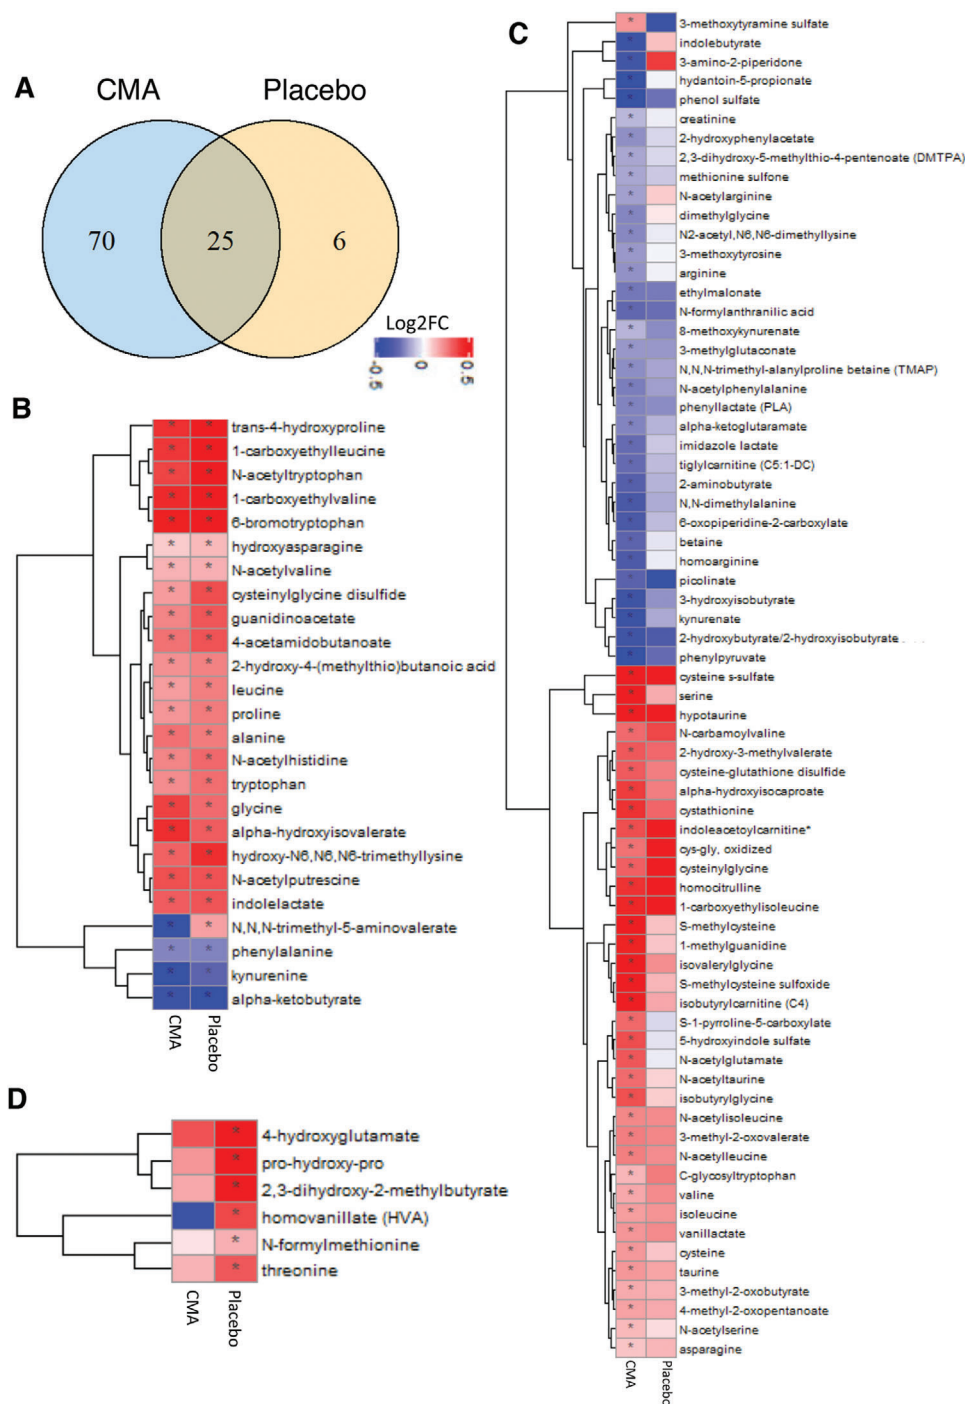 A
CMA
Placebo
70
25
6
Log2FC
-0.5
0
0.5
B
trans-4-hydroxyproline
1-carboxyethylleucine
N-acetyltryptophan
1-carboxyethylvaline
6-bromotryptophan
hydroxyasparagine
N-acetylvaline
cysteinylglycine disulfide
guanidinoacetate
4-acetamidobutanoate
2-hydroxy-4-(methylthio)butanoic acid
leucine
proline
alanine
N-acetylhistidine
tryptophan
glycine
alpha-hydroxyisovalerate
hydroxy-N6,N6,N6-trimethyllysine
N-acetylputrescine
indolelactate
N,N,N-trimethyl-5-aminovalerate
phenylalanine
kynurenine
alpha-ketobutyrate
CMA
Placebo
D
4-hydroxyglutamate
pro-hydroxy-pro
2,3-dihydroxy-2-methylbutyrate
homovanillate (HVA)
N-formylmethionine
threonine
CMA
Placebo
C
3-methoxytyramine sulfate
indolebutyrate
3-amino-2-piperidone
hydantoin-5-propionate
phenol sulfate
creatinine
2-hydroxyphenylacetate
2,3-dihydroxy-5-methylthio-4-pentenoate (DMTPA)
methionine sulfone
N-acetylarginine
dimethylglycine
N2-acetyl,N6,N6-dimethyllysine
3-methoxytyrosine
arginine
ethylmalonate
N-formylanthranilic acid
8-methoxykynurenate
3-methylglutaconate
N,N,N-trimethyl-alanylproline betaine (TMAP)
N-acetylphenylalanine
phenyllactate (PLA)
alpha-ketoglutaramate
imidazole lactate
tiglylcarnitine (C5:1-DC)
2-aminobutyrate
N,N-dimethylalanine
6-oxopiperidine-2-carboxylate
betaine
homoarginine
picolinate
3-hydroxyisobutyrate
kynurenate
2-hydroxybutyrate/2-hydroxyisobutyrate
phenylpyruvate
cysteine s-sulfate
serine
hypotaurine
N-carbamoylvaline
2-hydroxy-3-methylvalerate
cysteine-glutathione disulfide
alpha-hydroxyisocaproate
cystathionine
indoleacetoylcarnitine*
cys-gly, oxidized
cysteinylglycine
homocitrulline
1-carboxyethylisoleucine
S-methylcysteine
1-methylguanidine
isovalerylglycine
S-methylcysteine sulfoxide
isobutyrylcarnitine (C4)
S-1-pyrroline-5-carboxylate
5-hydroxyindole sulfate
N-acetylglutamate
N-acetyltaurine
isobutyrylglycine
N-acetylisoleucine
3-methyl-2-oxovalerate
N-acetylleucine
C-glycosyltryptophan
valine
isoleucine
vanillactate
cysteine
taurine
3-methyl-2-oxobutyrate
4-methyl-2-oxopentanoate
N-acetylserine
asparagine
CMA
Placebo